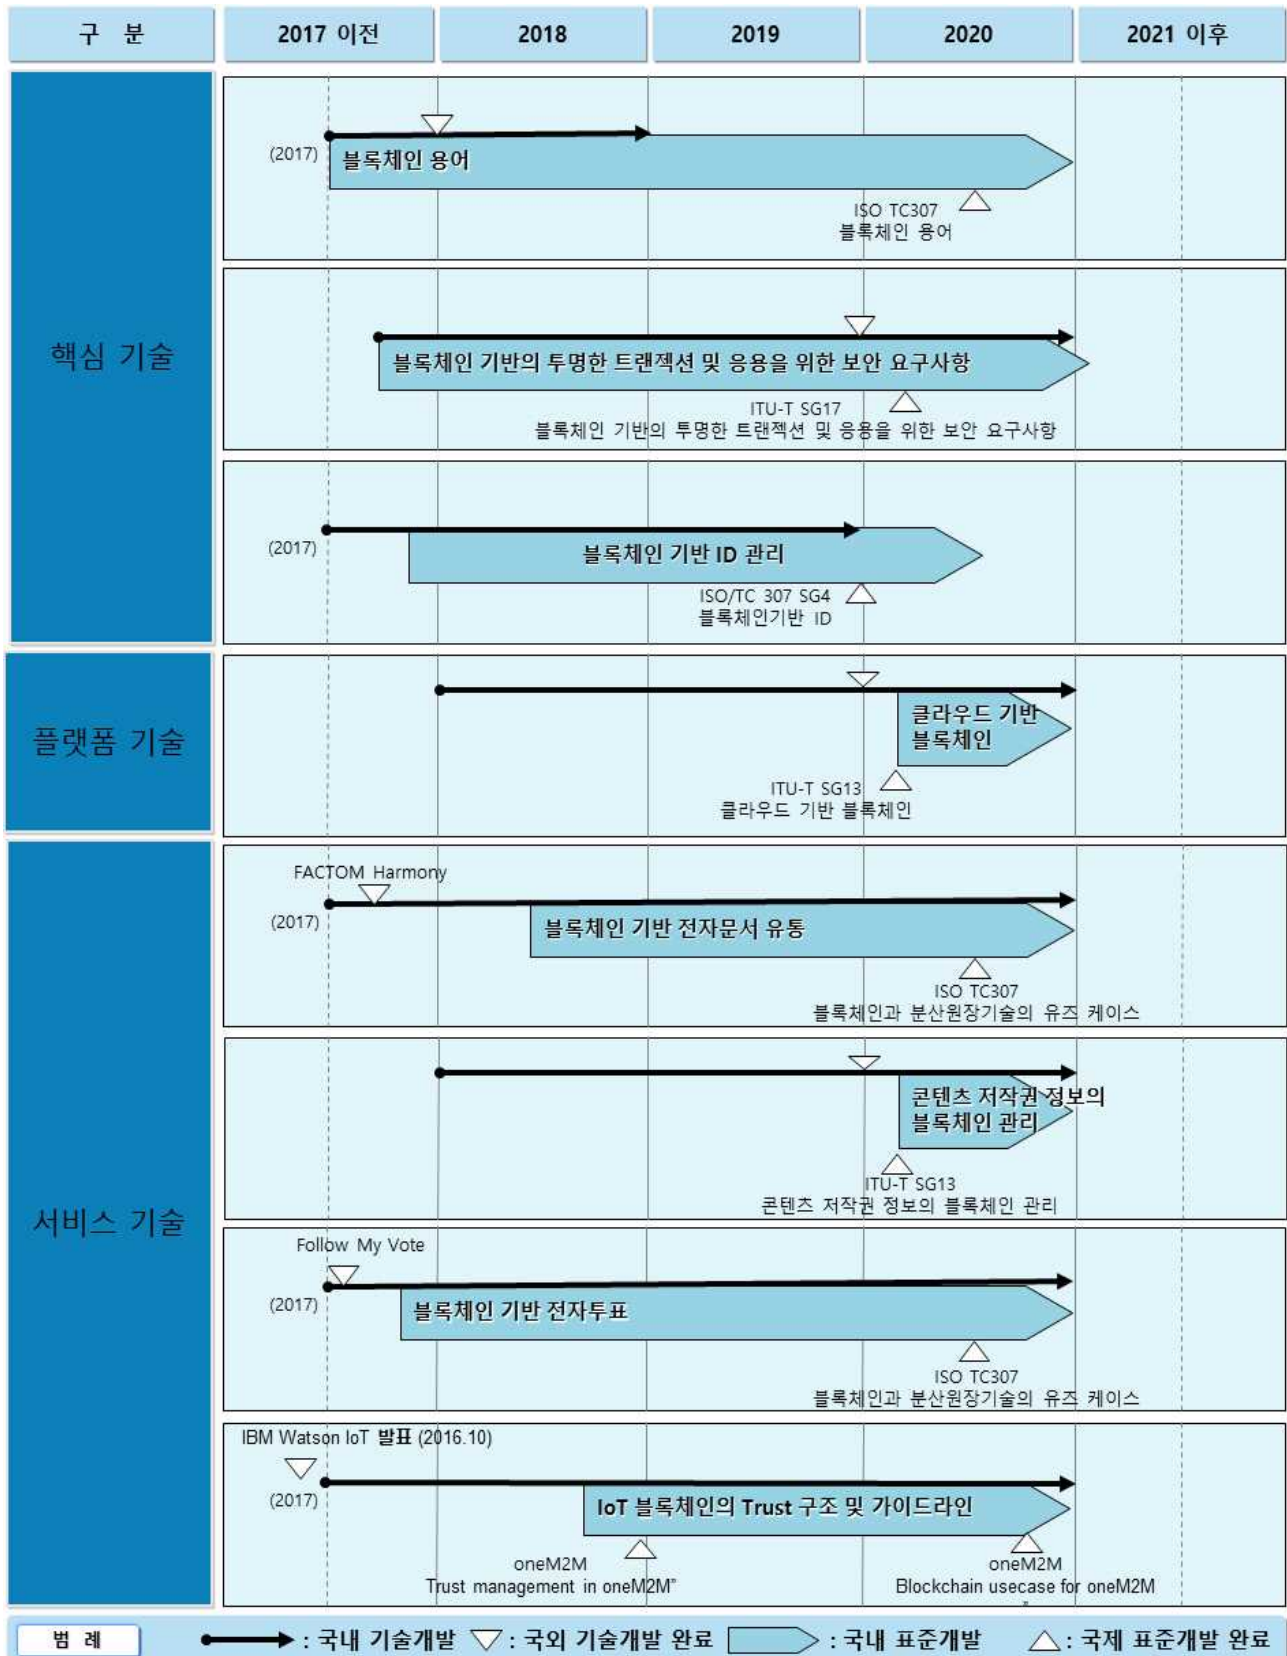 구 분
2017 이전
2018
2019
2020
2021 이후
핵심 기술
(2017)
블록체인 용어
ISO TC307
블록체인 용어
블록체인 기반의 투명한 트랜젝션 및 응용을 위한 보안 요구사항
ITU-T SG17
블록체인 기반의 투명한 트랜젝션 및 응용을 위한 보안 요구사항
(2017)
블록체인 기반 ID 관리
ISO/TC 307 SG4
블록체인기반 ID
플랫폼 기술
클라우드 기반
블록체인
ITU-T SG13
클라우드 기반 블록체인
서비스 기술
FACTOM Harmony
(2017)
블록체인 기반 전자문서 유통
ISO TC307
블록체인과 분산원장기술의 유즈 케이스
콘텐츠 저작권 정보의
블록체인 관리
ITU-T SG13
콘텐츠 저작권 정보의 블록체인 관리
Follow My Vote
(2017)
블록체인 기반 전자투표
ISO TC307
블록체인과 분산원장기술의 유즈 케이스
IBM Watson IoT 발표 (2016.10)
(2017)
IoT 블록체인의 Trust 구조 및 가이드라인
oneM2M
Trust management in oneM2M”
oneM2M
Blockchain usecase for oneM2M
”
범 례
: 국내 기술개발
: 국외 기술개발 완료
: 국내 표준개발
: 국제 표준개발 완료